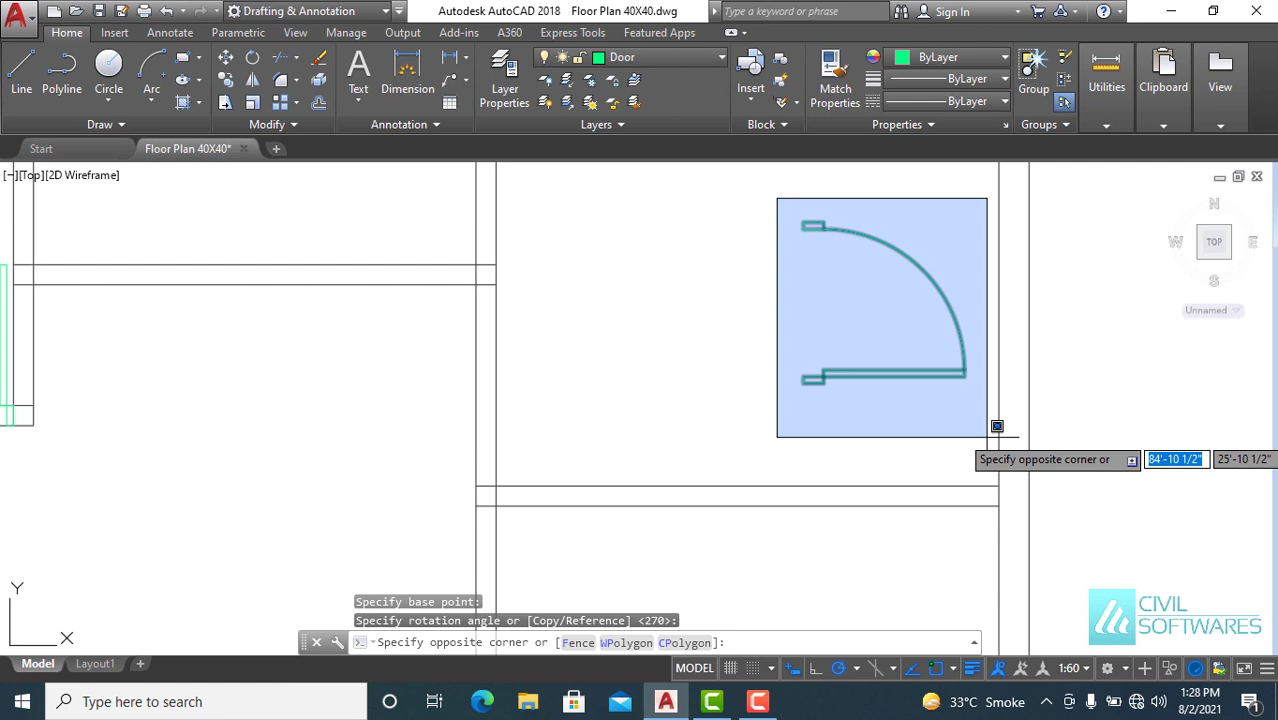 Drafting & Annotation
Autodesk AutoCAD 2018 Floor Plan 40X40.dwg
Type a keyword or phrase
Sign In
Home Insert Annotate Parametric View Manage Output Add-ins A360 Express Tools Featured Apps
Line Polyline Circle Arc
Text Dimension
Layer Properties
Door
Insert
Match Properties
ByLayer
ByLayer
ByLayer
Group
Utilities
Clipboard
View
Draw Modify Annotation Layers Block Properties Groups
Start Floor Plan 40X40*
[−][Top][2D Wireframe]
N
W TOP E
S
Unnamed
Specify opposite corner or 84'-10 1/2" 25'-10 1/2"
Y
X
Specify base point:
Specify rotation angle or [Copy/Reference] <270>:
Specify opposite corner or [Fence WPolygon CPolygon]:
CIVIL
SOFTWARES
Model Layout1
MODEL 1:60
Type here to search
33°C Smoke
1:28 PM
8/2/2021
1